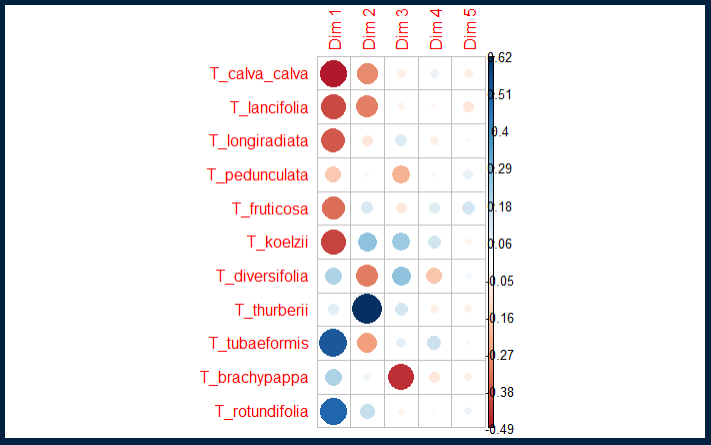 Dim 1
Dim 2
Dim 3
Dim 4
Dim 5
T_calva_calva
T_lancifolia
T_longiradiata
T_pedunculata
T_fruticosa
T_koelzii
T_diversifolia
T_thurberii
T_tubaeformis
T_brachypappa
T_rotundifolia
0.62
0.51
0.4
0.29
0.18
0.06
-0.05
-0.16
-0.27
-0.38
-0.49